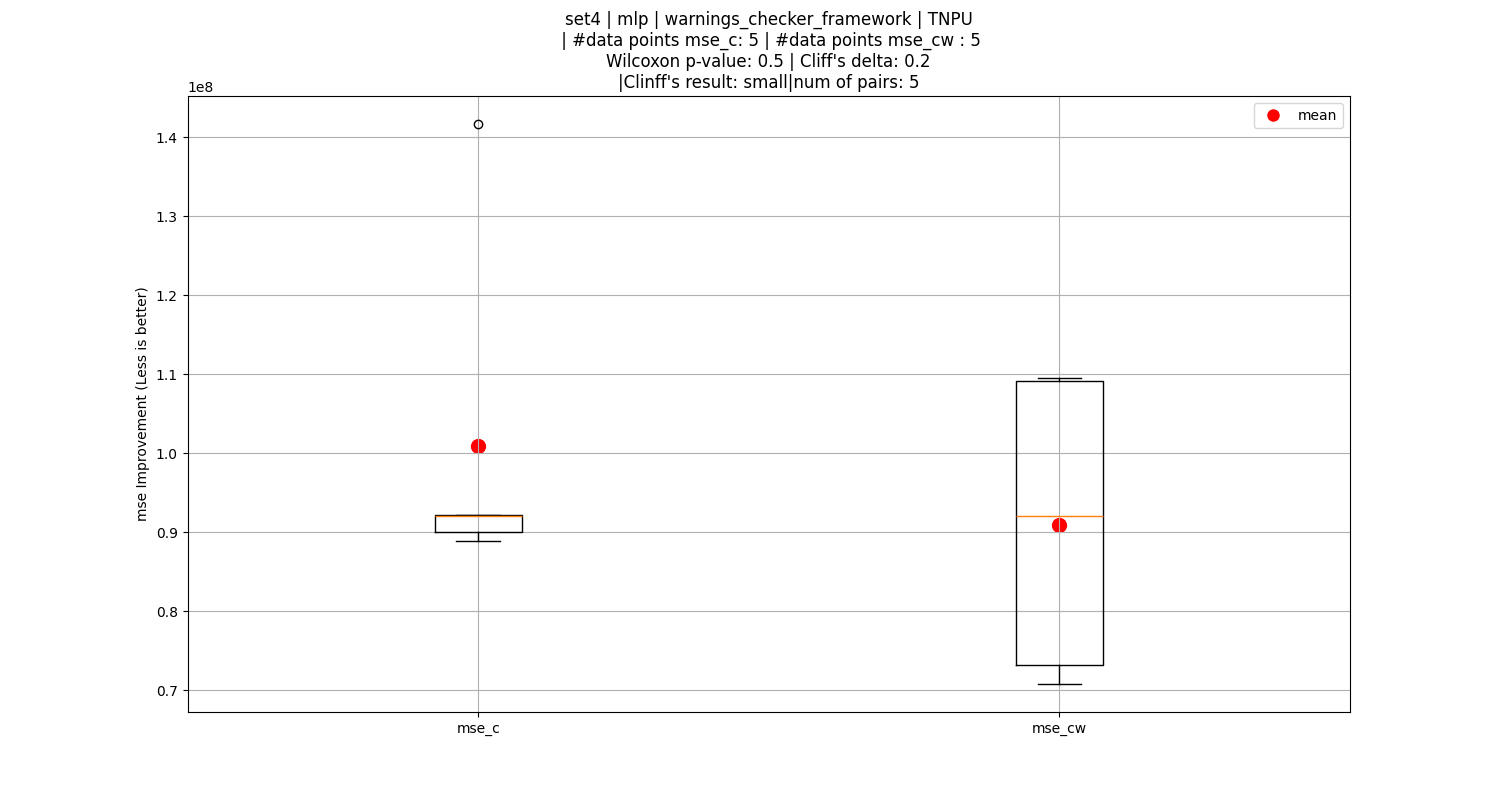 set4 | mlp | warnings_checker_framework | TNPU
| #data points mse_c: 5 | #data points mse_cw : 5
Wilcoxon p-value: 0.5 | Cliff's delta: 0.2
|Clinff's result: small|num of pairs: 5
1e8
mean
1.4
1.3
1.2
1.1
1.0
0.9
0.8
0.7
mse Improvement (Less is better)
mse_c
mse_cw